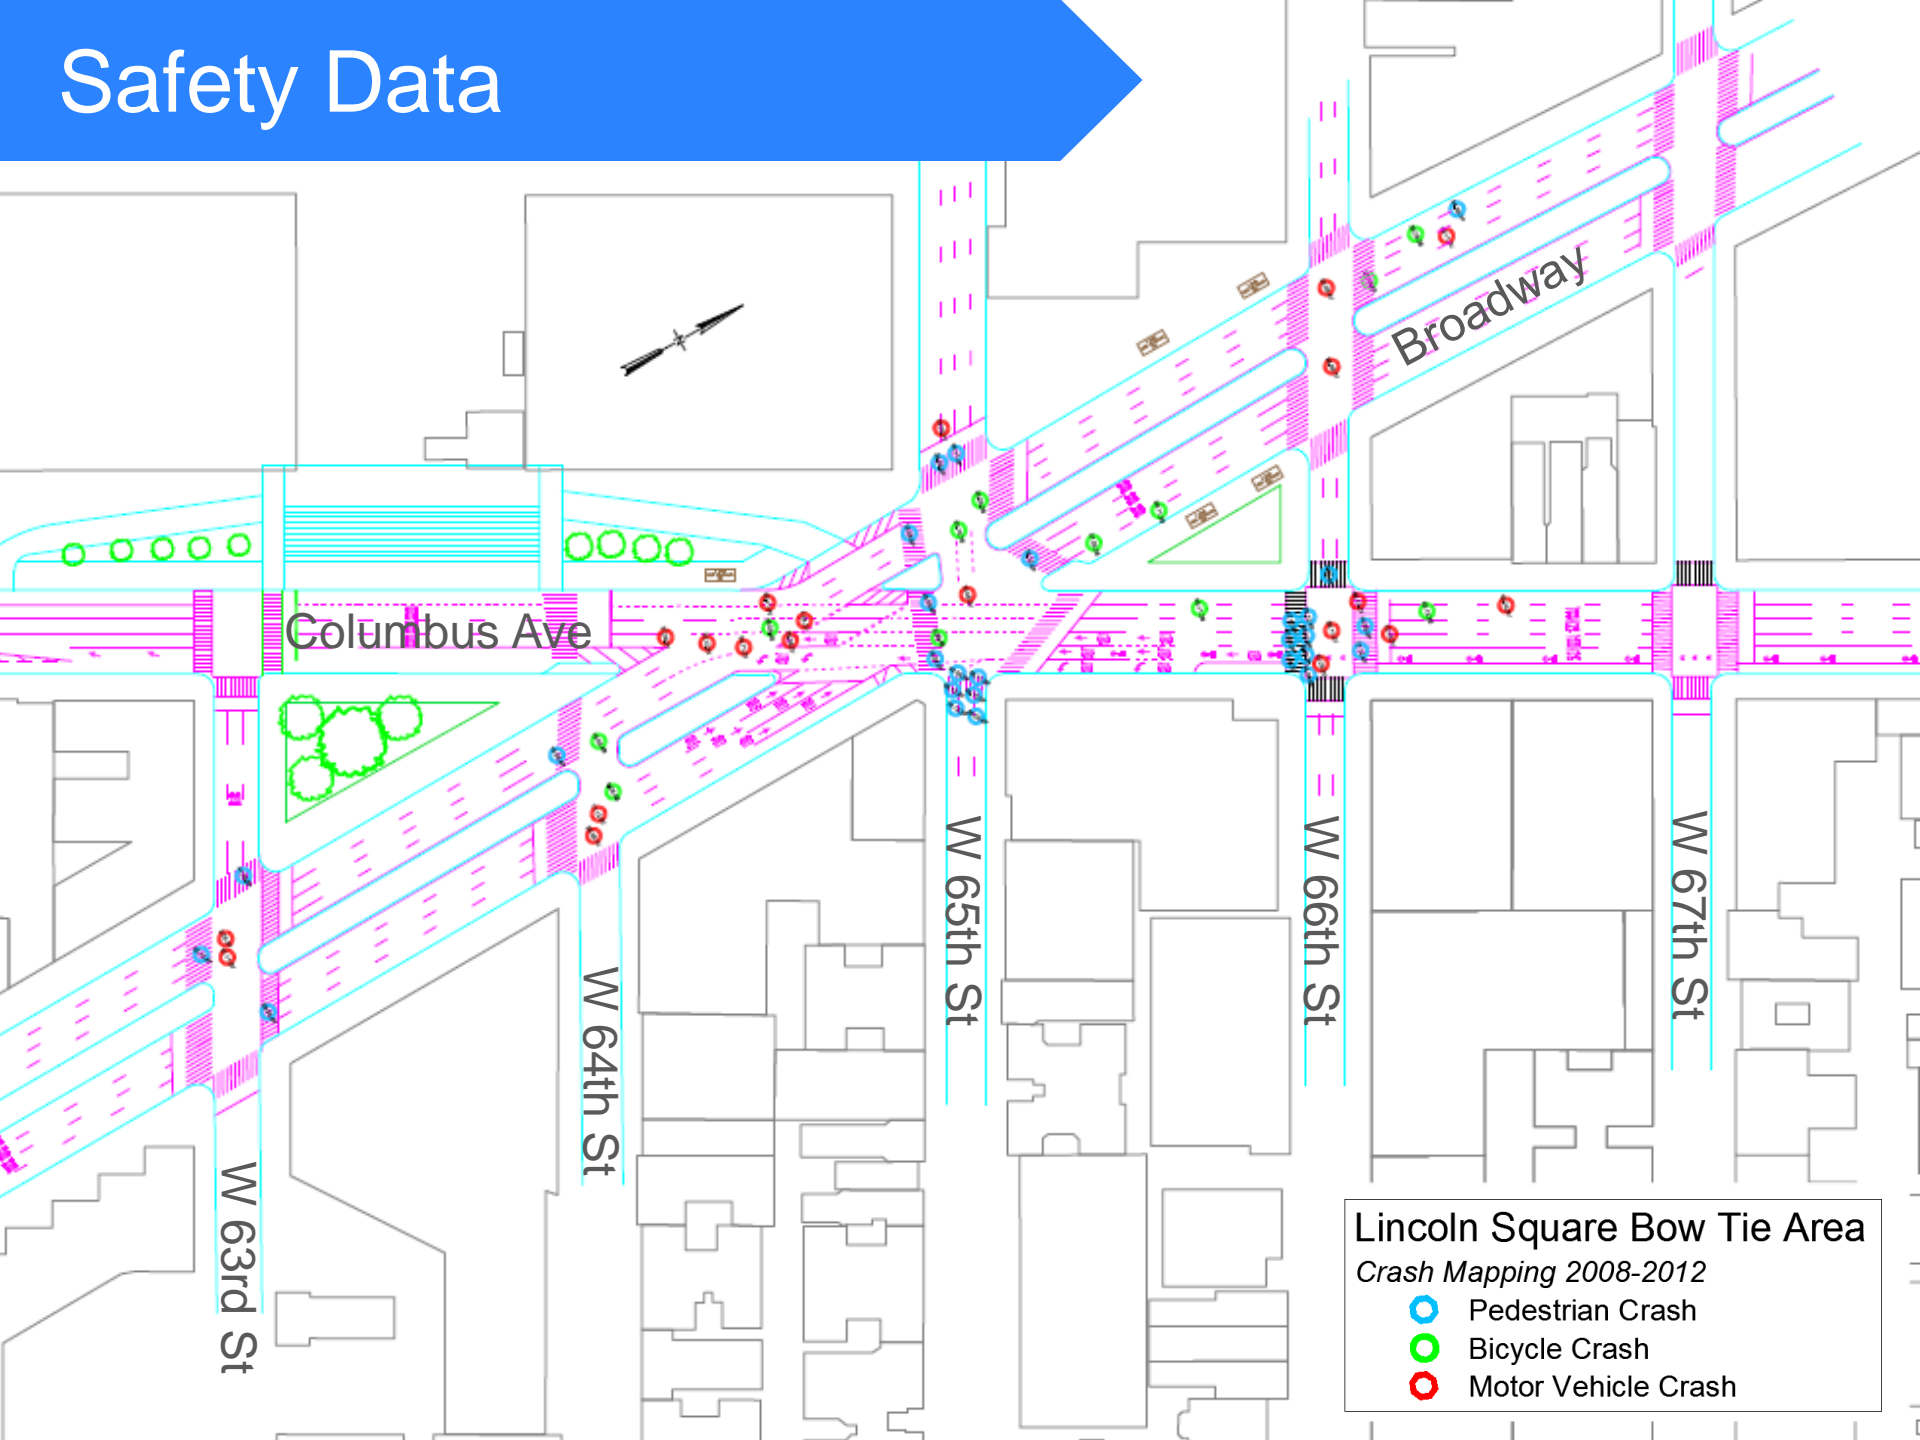 Safety Data
Broadway
Columbus Ave
W 63rd St
W 64th St
W 65th St
W 66th St
W 67th St
Lincoln Square Bow Tie Area
Crash Mapping 2008-2012
Pedestrian Crash
Bicycle Crash
Motor Vehicle Crash